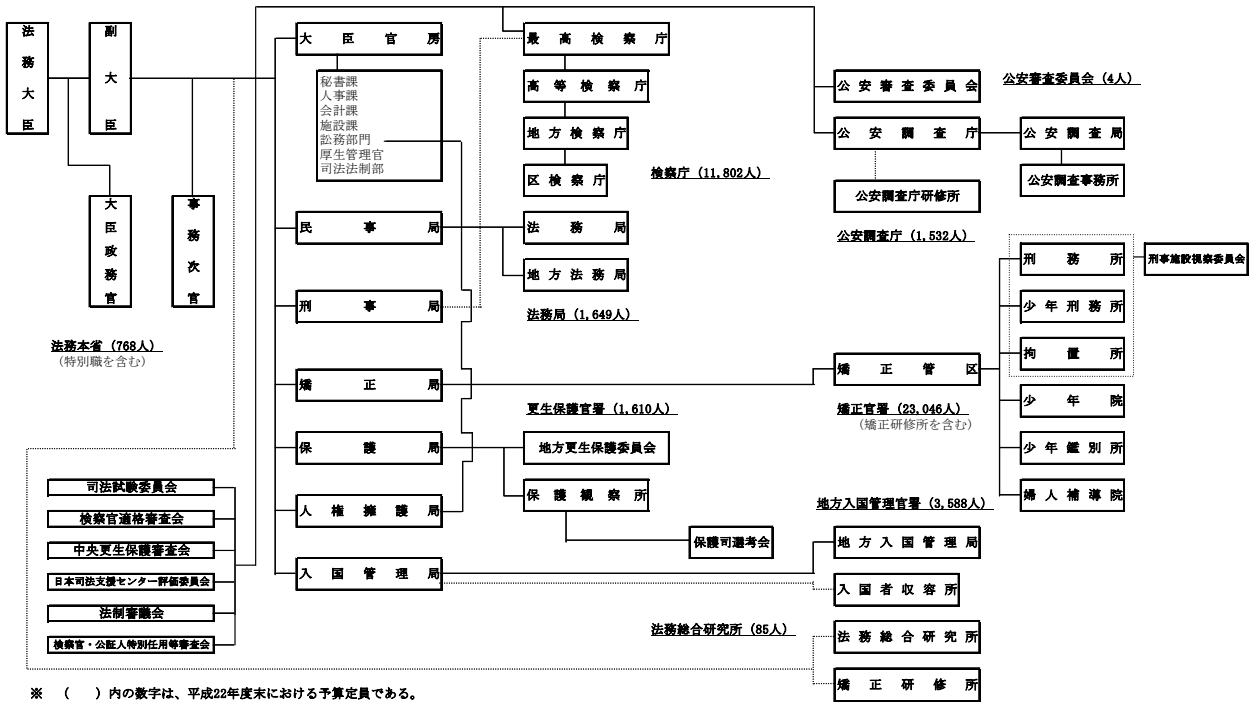 法務大臣
副大臣
大臣政務官
事務次官
法務本省（768人）
（特別職を含む）
司法試験委員会
検察官適格審査会
中央更生保護審査会
日本司法支援センター評価委員会
法制審議会
検察官・公証人特別任用等審査会
大臣官房
秘書課
人事課
会計課
施設課
訟務部門
厚生管理官
司法法制部
民事局
刑事局
矯正局
保護局
人権擁護局
入国管理局
最高検察庁
高等検察庁
地方検察庁
区検察庁
検察庁（11,802人）
法務局
地方法務局
法務局（1,649人）
更生保護官署（1,610人）
地方更生保護委員会
保護観察所
保護司選考会
公安審査委員会（4人）
公安審査委員会
公安調査庁
公安調査局
公安調査事務所
公安調査庁研修所
公安調査庁（1,532人）
矯正管区
矯正官署（23,046人）
（矯正研修所を含む）
刑務所
刑事施設視察委員会
少年刑務所
拘置所
少年院
少年鑑別所
婦人補導院
地方入国管理官署（3,588人）
地方入国管理局
入国者収容所
法務総合研究所（85人）
法務総合研究所
矯正研修所
※　（　　）内の数字は、平成22年度末における予算定員である。